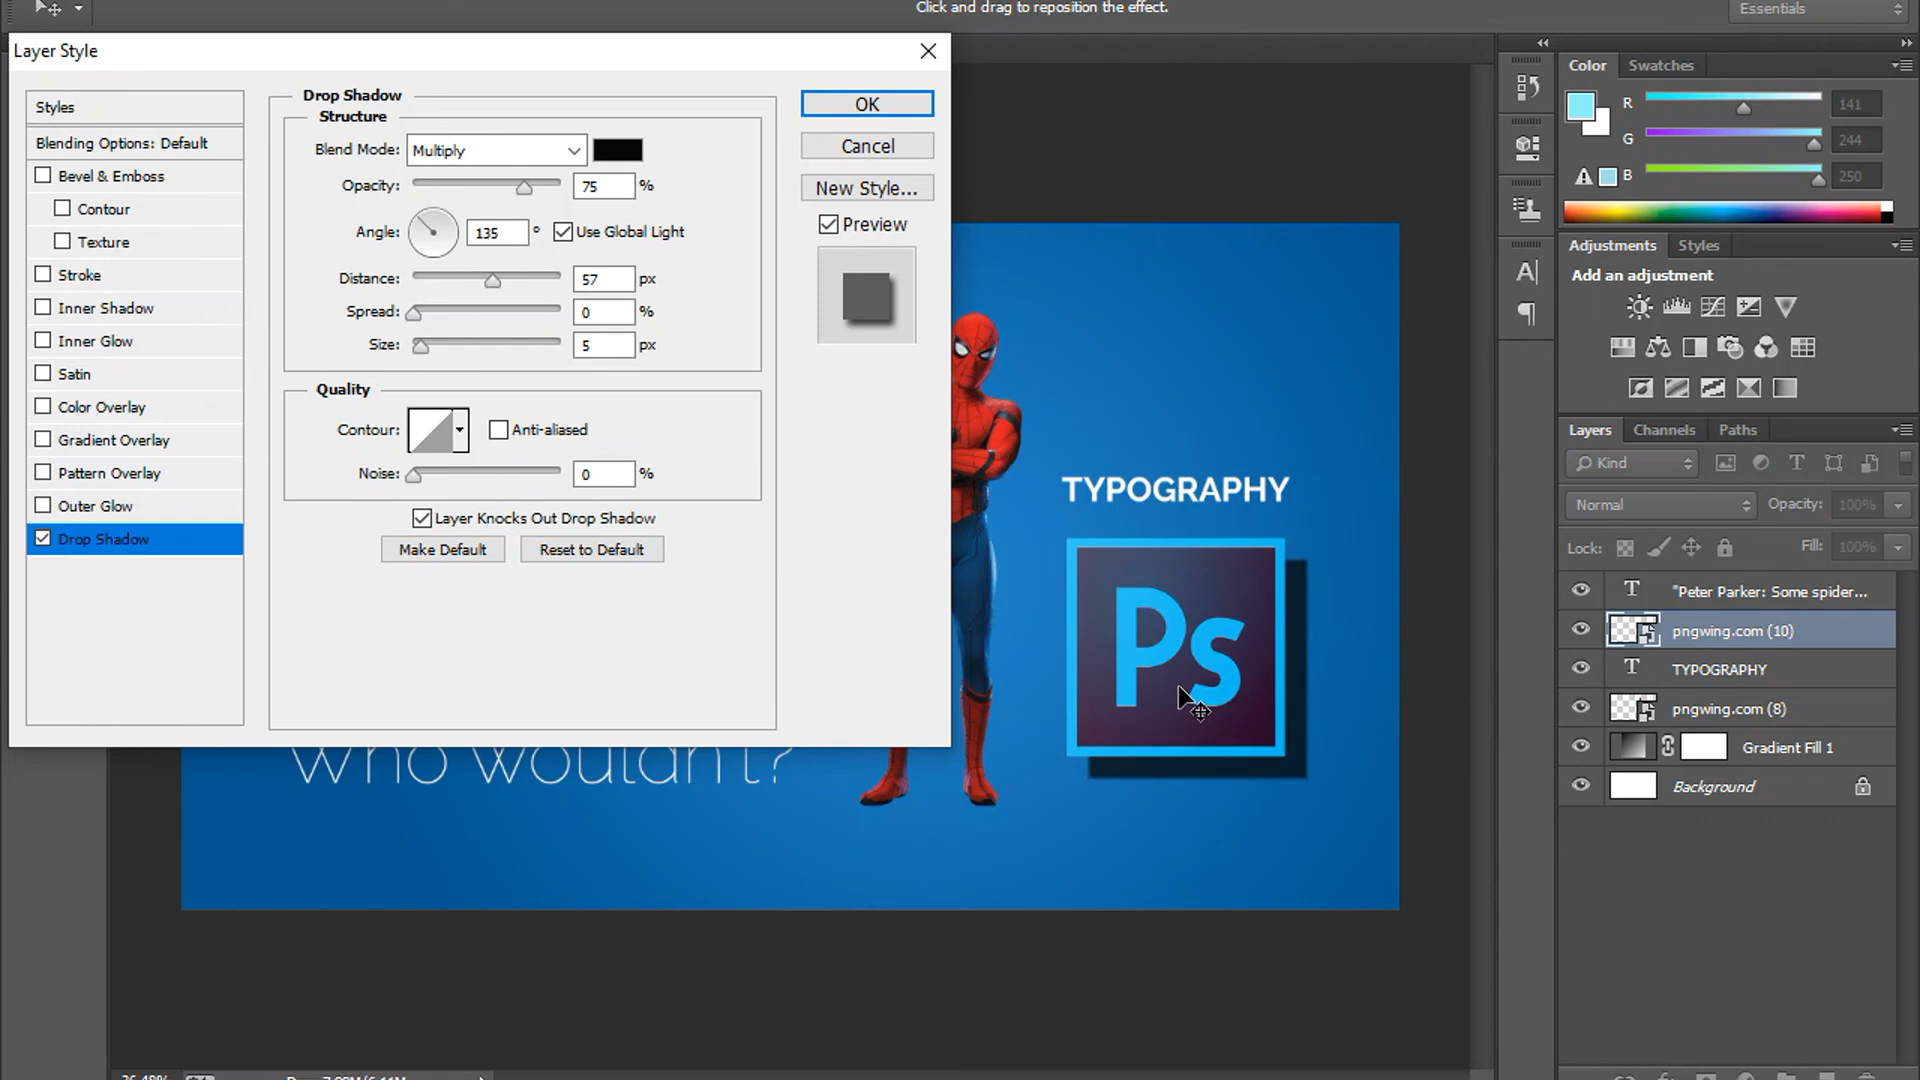 Click and drag to reposition the effect.
Essentials
Layer Style
Styles
Blending Options: Default
Bevel & Emboss
Contour
Texture
Stroke
Inner Shadow
Inner Glow
Satin
Color Overlay
Gradient Overlay
Pattern Overlay
Outer Glow
Drop Shadow
Drop Shadow
Structure
Blend Mode: Multiply
Opacity: 75 %
Angle: 135 ° Use Global Light
Distance: 57 px
Spread: 0 %
Size: 5 px
Quality
Contour: Anti-aliased
Noise: 0 %
Layer Knocks Out Drop Shadow
Make Default Reset to Default
OK
Cancel
New Style...
Preview
TYPOGRAPHY
Ps
Who wouldn't?
Color Swatches
R 141
G 244
B 250
Adjustments Styles
Add an adjustment
Layers Channels Paths
Kind
Normal Opacity: 100%
Lock: Fill: 100%
"Peter Parker: Some spider...
pngwing.com (10)
TYPOGRAPHY
pngwing.com (8)
Gradient Fill 1
Background